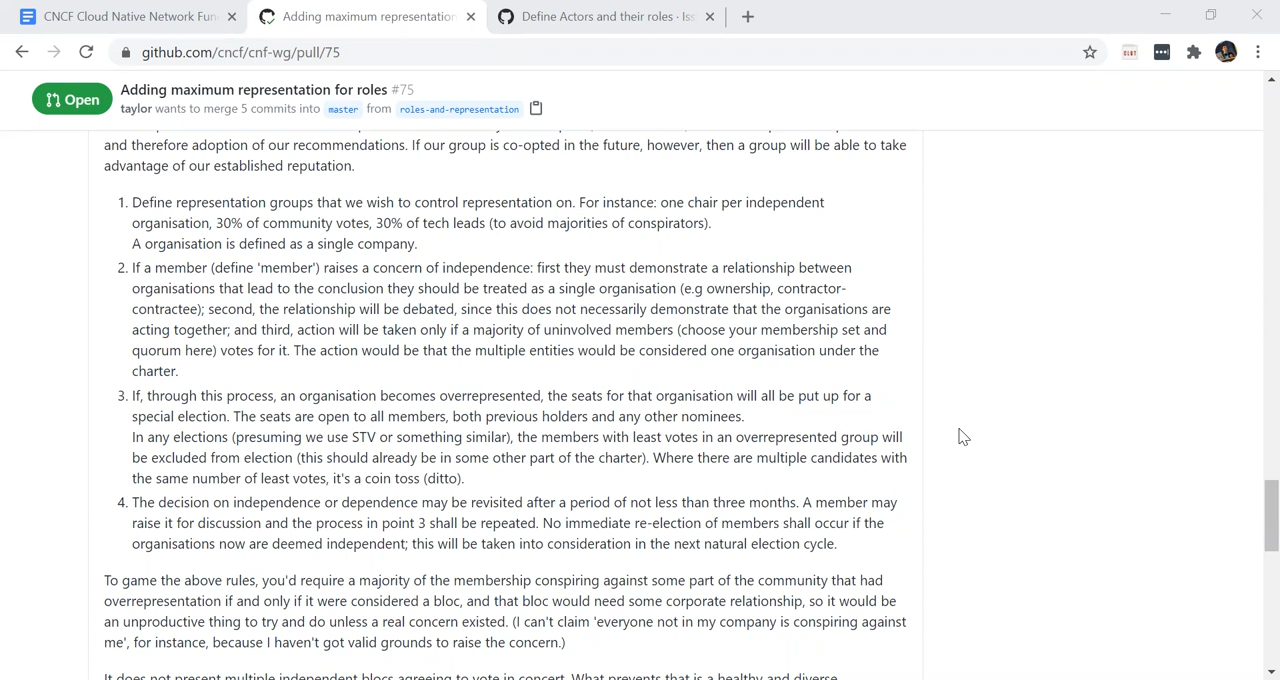 CNCF Cloud Native Network Fun
Adding maximum representation
Define Actors and their roles · Iss
github.com/cncf/cnf-wg/pull/75
Open
Adding maximum representation for roles #75
taylor wants to merge 5 commits into master from roles-and-representation
and therefore adoption of our recommendations. If our group is co-opted in the future, however, then a group will be able to take
advantage of our established reputation.
1. Define representation groups that we wish to control representation on. For instance: one chair per independent
organisation, 30% of community votes, 30% of tech leads (to avoid majorities of conspirators).
A organisation is defined as a single company.
2. If a member (define 'member') raises a concern of independence: first they must demonstrate a relationship between
organisations that lead to the conclusion they should be treated as a single organisation (e.g ownership, contractor-
contractee); second, the relationship will be debated, since this does not necessarily demonstrate that the organisations are
acting together; and third, action will be taken only if a majority of uninvolved members (choose your membership set and
quorum here) votes for it. The action would be that the multiple entities would be considered one organisation under the
charter.
3. If, through this process, an organisation becomes overrepresented, the seats for that organisation will all be put up for a
special election. The seats are open to all members, both previous holders and any other nominees.
In any elections (presuming we use STV or something similar), the members with least votes in an overrepresented group will
be excluded from election (this should already be in some other part of the charter). Where there are multiple candidates with
the same number of least votes, it's a coin toss (ditto).
4. The decision on independence or dependence may be revisited after a period of not less than three months. A member may
raise it for discussion and the process in point 3 shall be repeated. No immediate re-election of members shall occur if the
organisations now are deemed independent; this will be taken into consideration in the next natural election cycle.
To game the above rules, you'd require a majority of the membership conspiring against some part of the community that had
overrepresentation if and only if it were considered a bloc, and that bloc would need some corporate relationship, so it would be
an unproductive thing to try and do unless a real concern existed. (I can't claim 'everyone not in my company is conspiring against
me', for instance, because I haven't got valid grounds to raise the concern.)
It does not present multiple independent blocs agreeing to vote in concert. What prevents that is a healthy and diverse